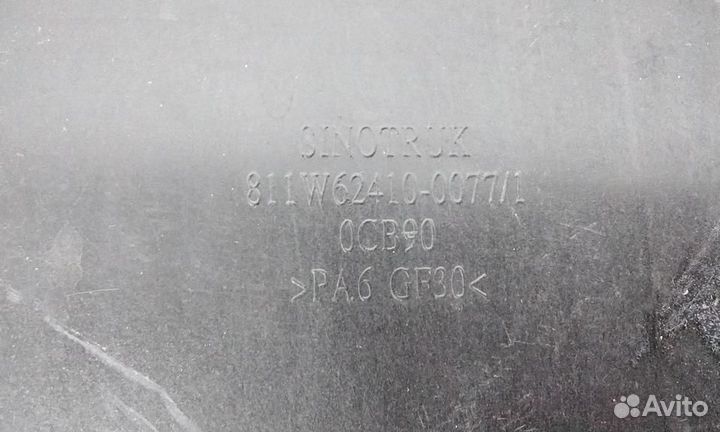 SINOTRUK
811W62410-0077/1
0CB90
>PA6 GF30<
Avito